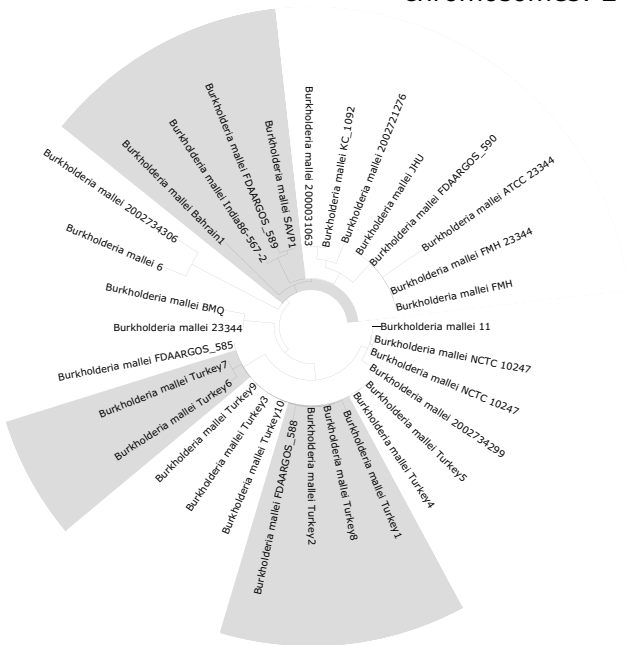 Burkholderia mallei SAVP1
Burkholderia mallei FDAARGOS_589
Burkholderia mallei India86-567-2
Burkholderia mallei Bahrain1
Burkholderia mallei 2002734306
Burkholderia mallei 6
Burkholderia mallei BMQ
Burkholderia mallei 23344
Burkholderia mallei FDAARGOS_585
Burkholderia mallei Turkey7
Burkholderia mallei Turkey6
Burkholderia mallei Turkey9
Burkholderia mallei Turkey3
Burkholderia mallei Turkey10
Burkholderia mallei FDAARGOS_588
Burkholderia mallei Turkey2
Burkholderia mallei Turkey8
Burkholderia mallei Turkey1
Burkholderia mallei Turkey4
Burkholderia mallei Turkey5
Burkholderia mallei 2002734299
Burkholderia mallei NCTC 10247
Burkholderia mallei NCTC 10247
Burkholderia mallei 11
Burkholderia mallei FMH
Burkholderia mallei FMH 23344
Burkholderia mallei ATCC 23344
Burkholderia mallei FDAARGOS_590
Burkholderia mallei JHU
Burkholderia mallei 2002721276
Burkholderia mallei KC_1092
Burkholderia mallei 2000031063